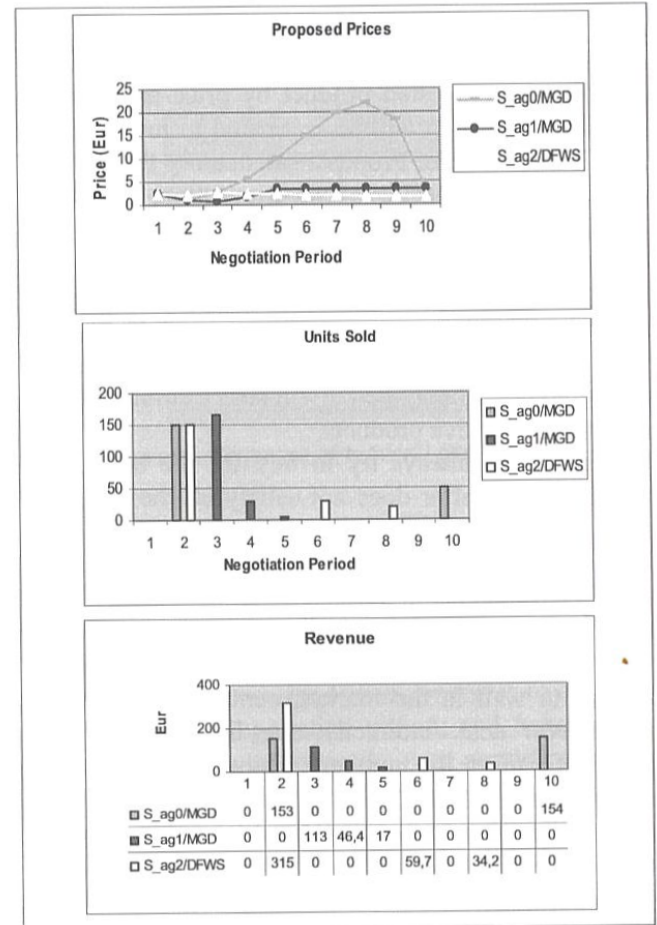 Proposed Prices
25
20
15
10
5
0
Price (Eur)
1 2 3 4 5 6 7 8 9 10
Negotiation Period
S_ag0/MGD
S_ag1/MGD
S_ag2/DFWS
Units Sold
200
150
100
50
0
1 2 3 4 5 6 7 8 9 10
Negotiation Period
S_ag0/MGD
S_ag1/MGD
S_ag2/DFWS
Revenue
400
200
0
Eur
1 2 3 4 5 6 7 8 9 10
S_ag0/MGD 0 153 0 0 0 0 0 0 0 154
S_ag1/MGD 0 0 113 46,4 17 0 0 0 0 0
S_ag2/DFWS 0 315 0 0 0 59,7 0 34,2 0 0